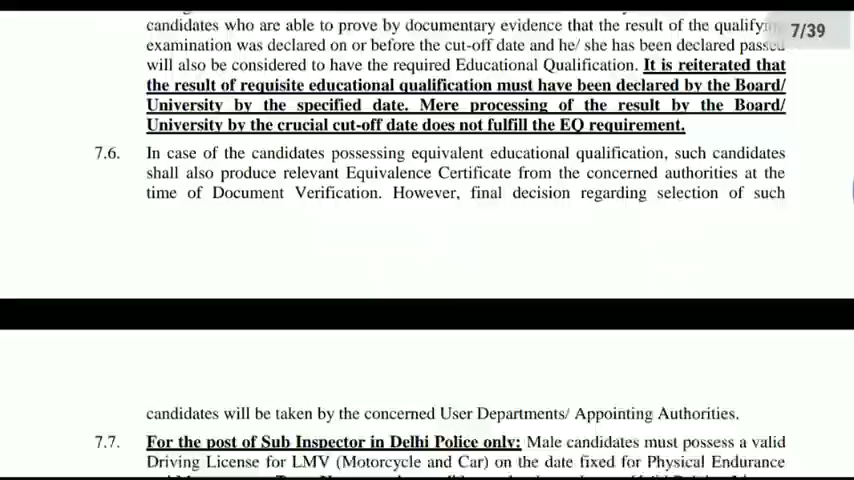 candidates who are able to prove by documentary evidence that the result of the qualifying
7/39
examination was declared on or before the cut-off date and he/ she has been declared passed
will also be considered to have the required Educational Qualification. It is reiterated that
the result of requisite educational qualification must have been declared by the Board/
University by the specified date. Mere processing of the result by the Board/
University by the crucial cut-off date does not fulfill the EQ requirement.
7.6. In case of the candidates possessing equivalent educational qualification, such candidates
shall also produce relevant Equivalence Certificate from the concerned authorities at the
time of Document Verification. However, final decision regarding selection of such
candidates will be taken by the concerned User Departments/ Appointing Authorities.
7.7. For the post of Sub Inspector in Delhi Police only: Male candidates must possess a valid
Driving License for LMV (Motorcycle and Car) on the date fixed for Physical Endurance